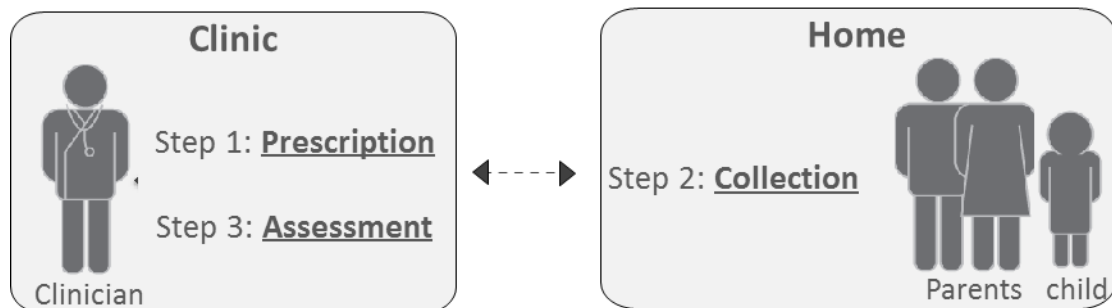 Clinic
Step 1: Prescription
Step 3: Assessment
Clinician
Home
Step 2: Collection
Parents child